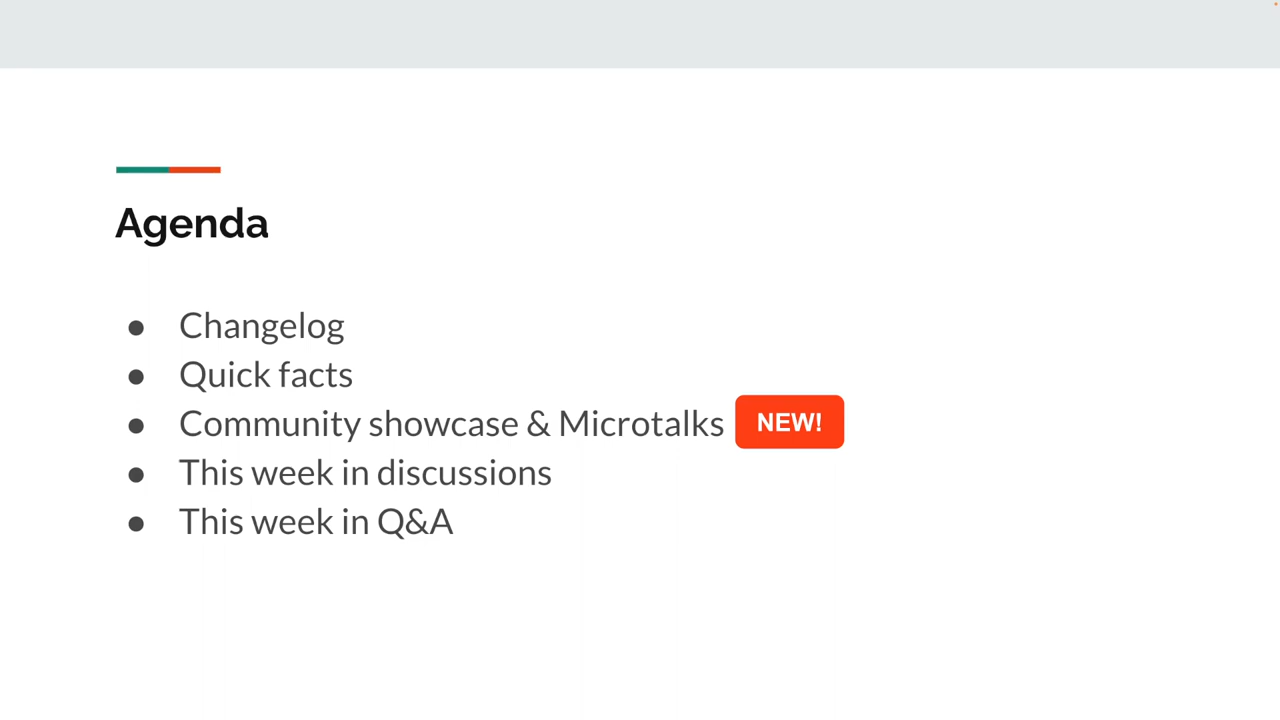 Agenda
● Changelog
● Quick facts
● Community showcase & Microtalks NEW!
● This week in discussions
● This week in Q&A